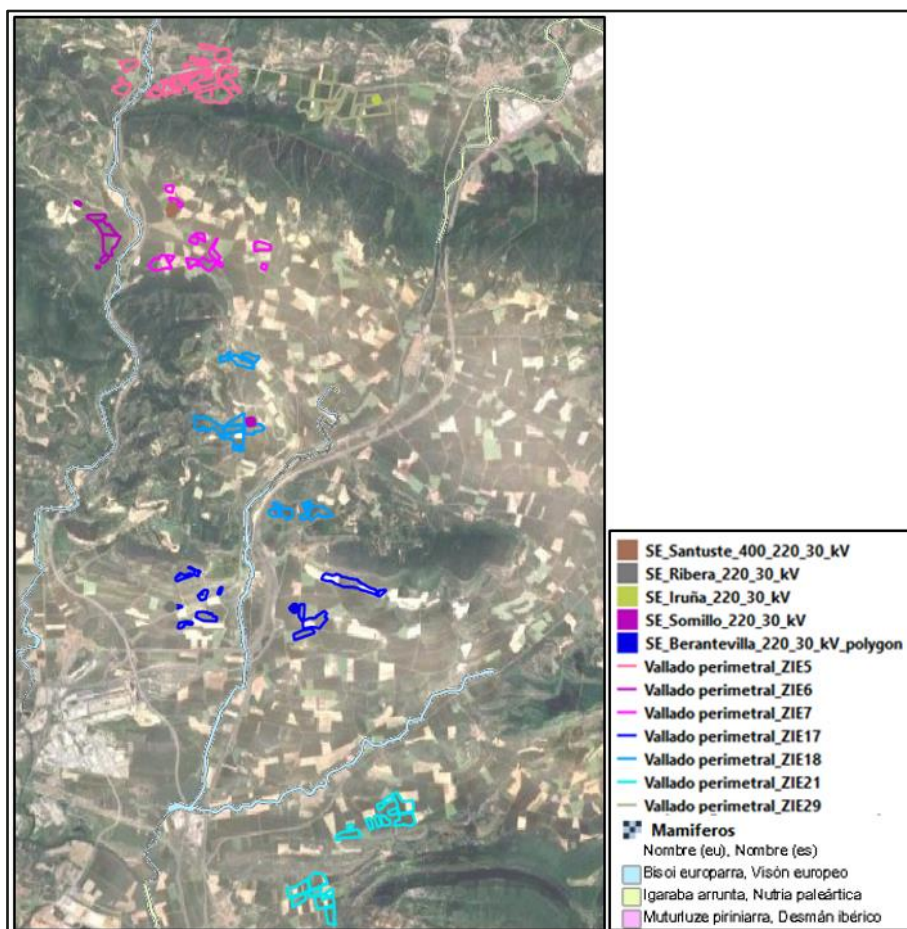 SE_Santuste_400_220_30_kV
SE_Ribera_220_30_kV
SE_Iruña_220_30_kV
SE_Somillo_220_30_kV
SE_Berantevilla_220_30_kV_polygon
Vallado perimetral_ZIE5
Vallado perimetral_ZIE6
Vallado perimetral_ZIE7
Vallado perimetral_ZIE17
Vallado perimetral_ZIE18
Vallado perimetral_ZIE21
Vallado perimetral_ZIE29
Mamiferos
Nombre (eu), Nombre (es)
Bisoi europarra, Visón europeo
Igaraba arrunta, Nutria paleártica
Muturluze piriniarra, Desmán ibérico